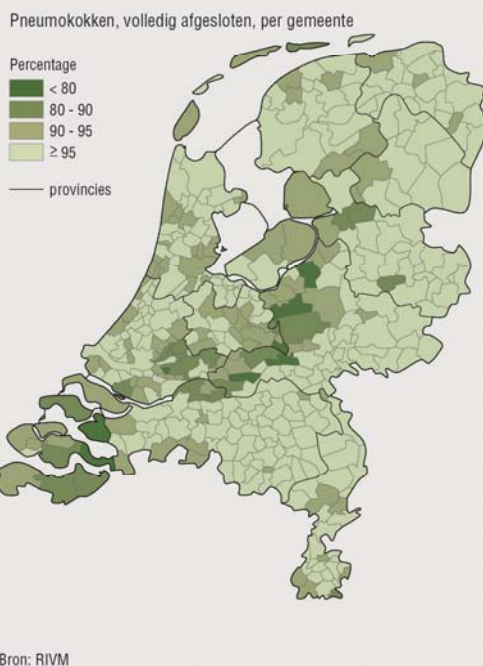 Pneumokokken, volledig afgesloten, per gemeente
Percentage
< 80
80 - 90
90 - 95
≥ 95
provincies
Bron: RIVM